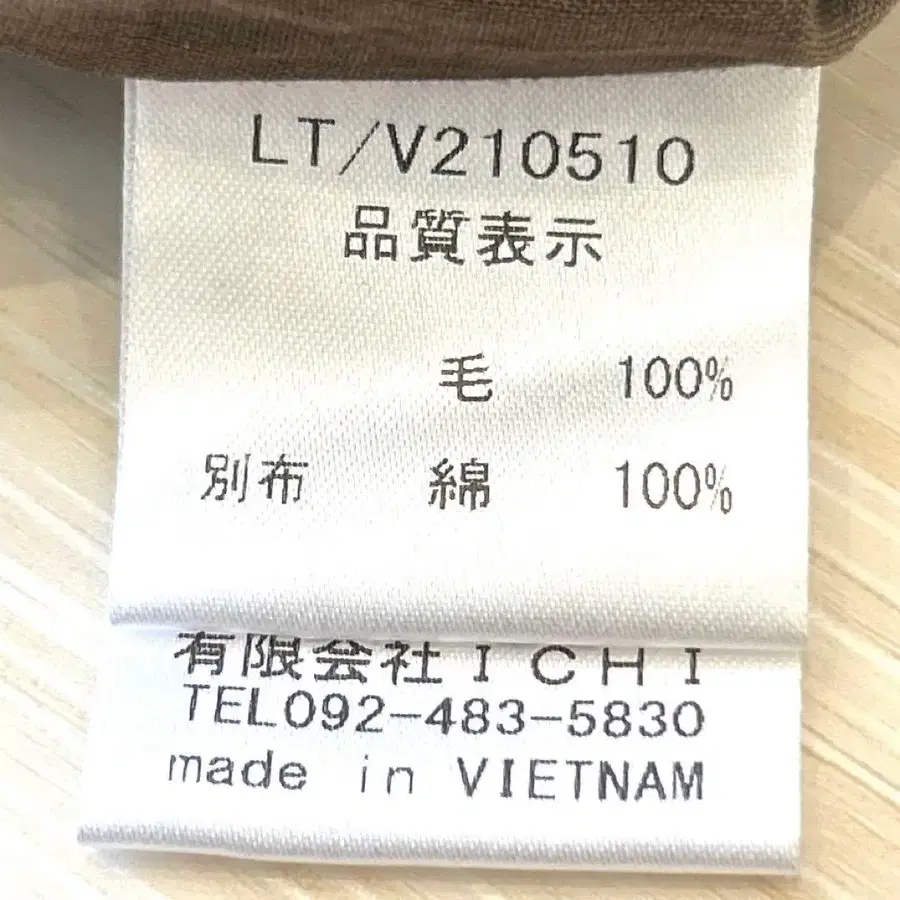 LT/V210510
品質表示
毛 100%
別布 綿 100%
有限会社ICHI
TEL092-483-5830
made in VIETNAM